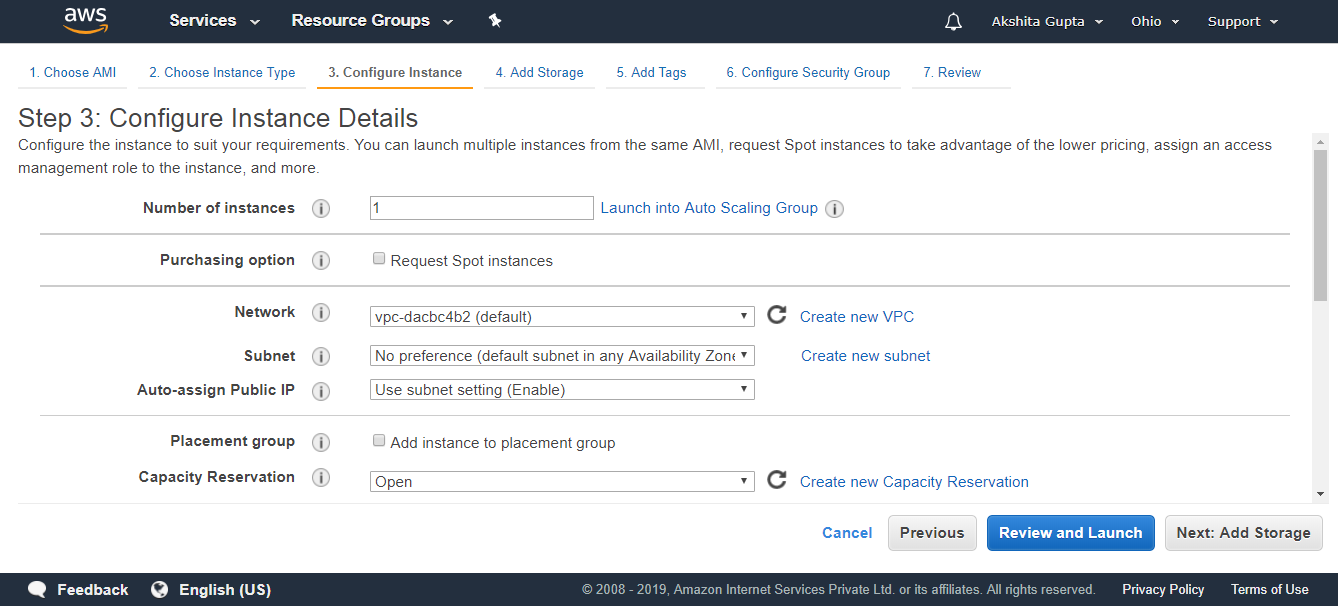 aws Services Resource Groups Akshita Gupta Ohio Support
1. Choose AMI 2. Choose Instance Type 3. Configure Instance 4. Add Storage 5. Add Tags 6. Configure Security Group 7. Review
Step 3: Configure Instance Details
Configure the instance to suit your requirements. You can launch multiple instances from the same AMI, request Spot instances to take advantage of the lower pricing, assign an access
management role to the instance, and more.
Number of instances i 1 Launch into Auto Scaling Group i
Purchasing option i Request Spot instances
Network i vpc-dacbc4b2 (default) Create new VPC
Subnet i No preference (default subnet in any Availability Zone Create new subnet
Auto-assign Public IP i Use subnet setting (Enable)
Placement group i Add instance to placement group
Capacity Reservation i Open Create new Capacity Reservation
Cancel Previous Review and Launch Next: Add Storage
Feedback English (US) © 2008 - 2019, Amazon Internet Services Private Ltd. or its affiliates. All rights reserved. Privacy Policy Terms of Use